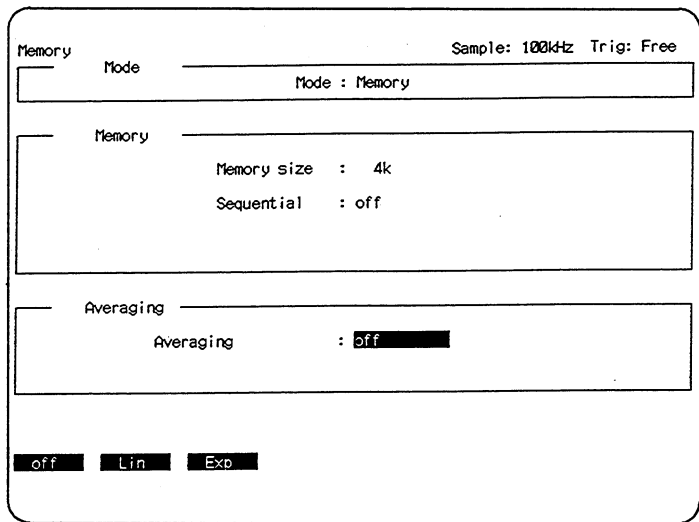 Memory Sample: 100kHz Trig: Free
Mode
Mode : Memory
Memory
Memory size : 4k
Sequential : off
Averaging
Averaging : off
off Lin Exp